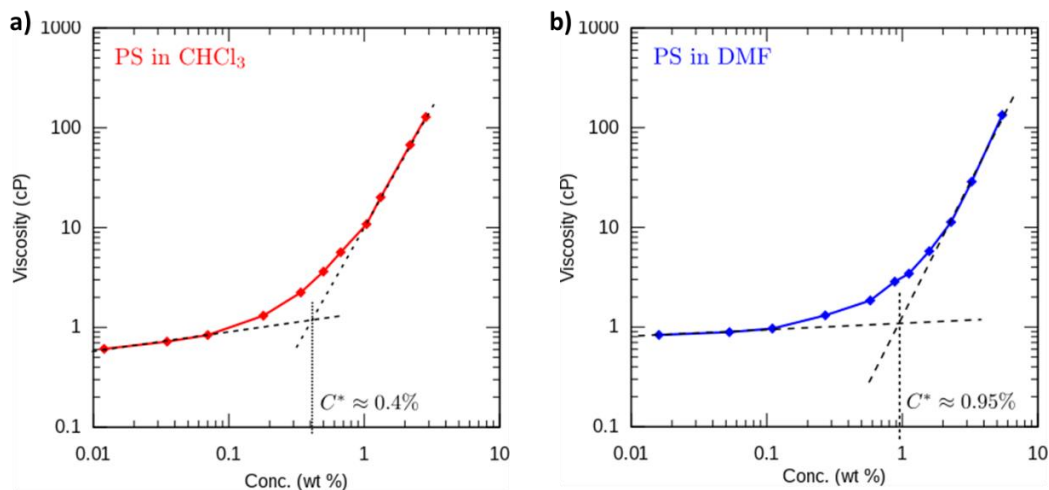 a)
PS in CHCl₃
1000
100
10
1
0.1
Viscosity (cP)
C* ≈ 0.4%
0.01
0.1
1
10
Conc. (wt %)
b)
PS in DMF
1000
100
10
1
0.1
Viscosity (cP)
C* ≈ 0.95%
0.01
0.1
1
10
Conc. (wt %)